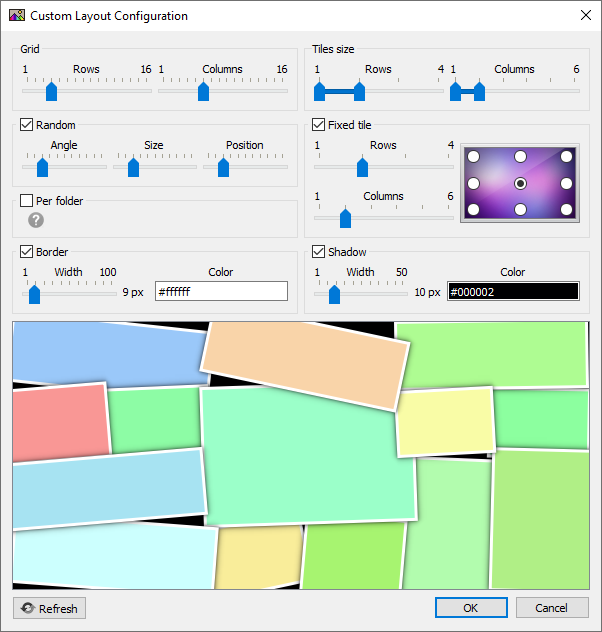 Custom Layout Configuration
Grid
1 Rows 16 1 Columns 16
Tiles size
1 Rows 4 1 Columns 6
Random
Angle Size Position
Fixed tile
1 Rows 4
1 Columns 6
Per folder
?
Border
1 Width 100 Color
9 px #ffffff
Shadow
1 Width 50 Color
10 px #000002
Refresh OK Cancel